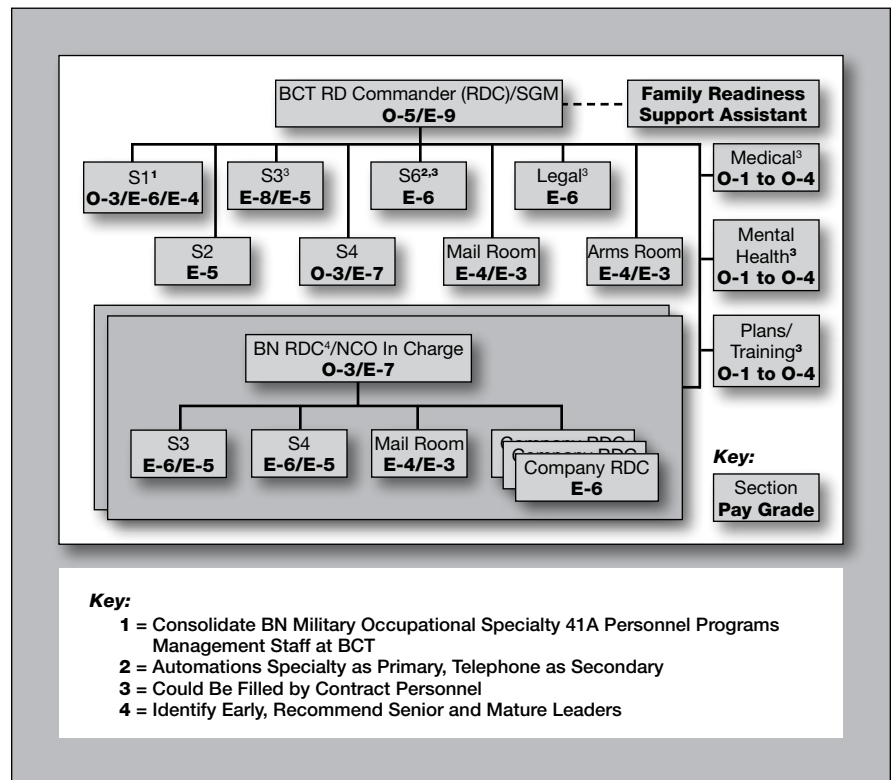 BCT RD Commander (RDC)/SGM
O-5/E-9
Family Readiness
Support Assistant
S1¹
O-3/E-6/E-4
S3³
E-8/E-5
S6²,³
E-6
Legal³
E-6
Medical³
O-1 to O-4
S2
E-5
S4
O-3/E-7
Mail Room
E-4/E-3
Arms Room
E-4/E-3
Mental
Health³
O-1 to O-4
Plans/
Training³
O-1 to O-4
BN RDC⁴/NCO In Charge
O-3/E-7
S3
E-6/E-5
S4
E-6/E-5
Mail Room
E-4/E-3
Company RDC
Company RDC
Company RDC
E-6
Key:
Section
Pay Grade
Key:
1 = Consolidate BN Military Occupational Specialty 41A Personnel Programs
Management Staff at BCT
2 = Automations Specialty as Primary, Telephone as Secondary
3 = Could Be Filled by Contract Personnel
4 = Identify Early, Recommend Senior and Mature Leaders